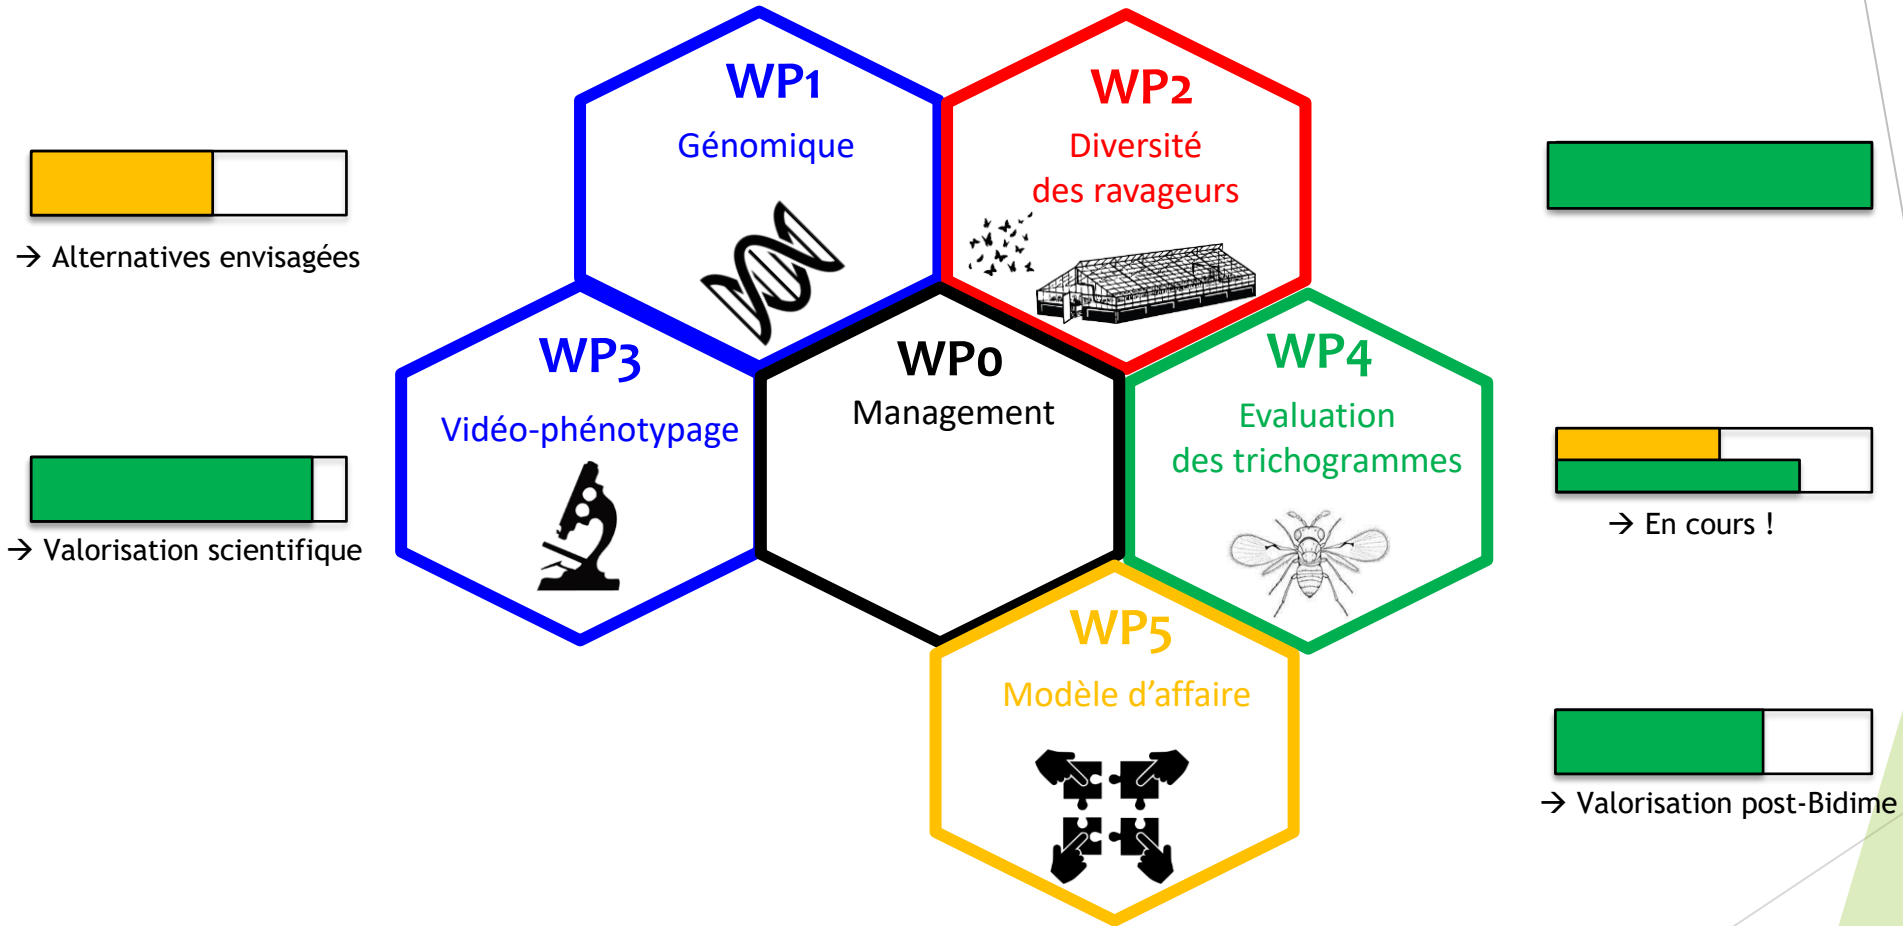 WP1
Génomique
WP2
Diversité
des ravageurs
→ Alternatives envisagées
WP3
Vidéo-phénotypage
WP0
Management
WP4
Evaluation
des trichogrammes
→ Valorisation scientifique
→ En cours !
WP5
Modèle d'affaire
→ Valorisation post-Bidime